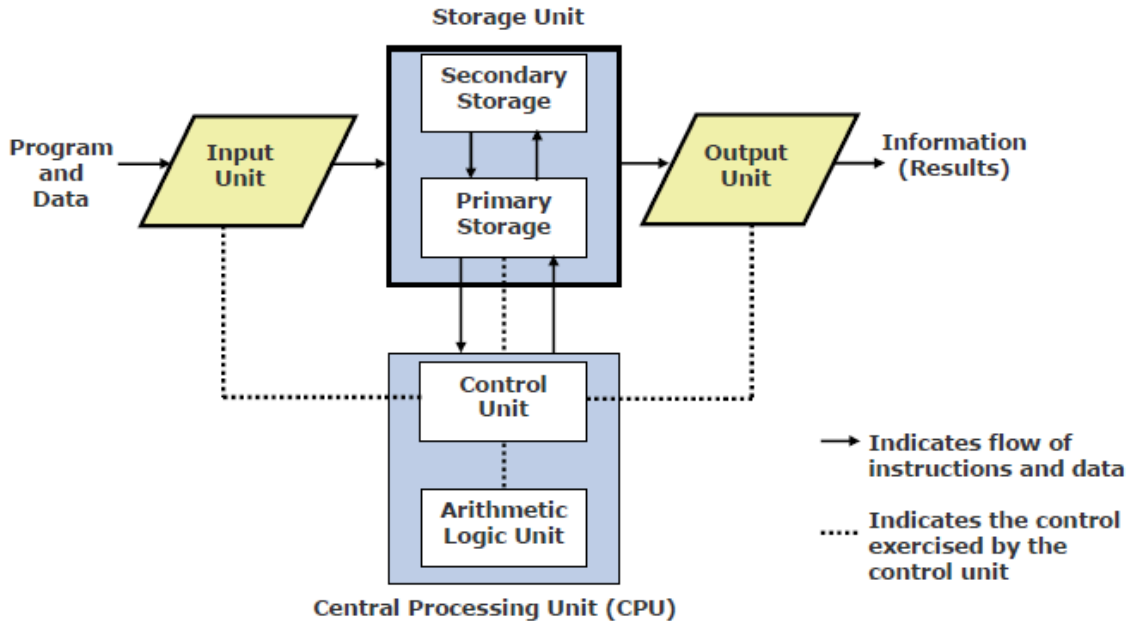 Storage Unit
Secondary
Storage
Program
and
Data
Input
Unit
Output
Unit
Information
(Results)
Primary
Storage
Control
Unit
Arithmetic
Logic Unit
Indicates flow of
instructions and data
Indicates the control
exercised by the
control unit
Central Processing Unit (CPU)